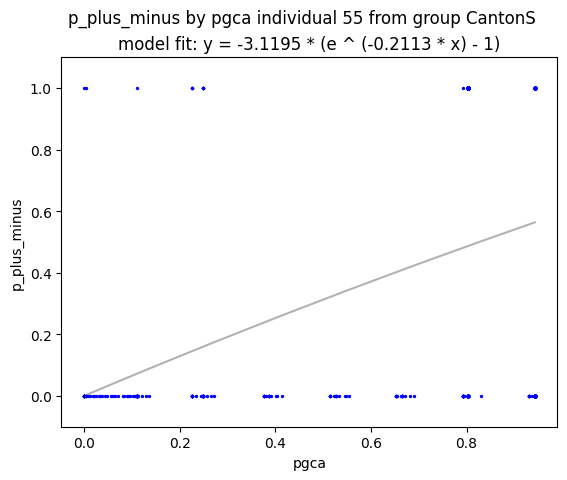 p_plus_minus by pgca individual 55 from group CantonS
model fit: y = -3.1195 * (e ^ (-0.2113 * x) - 1)
1.0
0.8
0.6
0.4
0.2
0.0
p_plus_minus
0.0 0.2 0.4 0.6 0.8
pgca